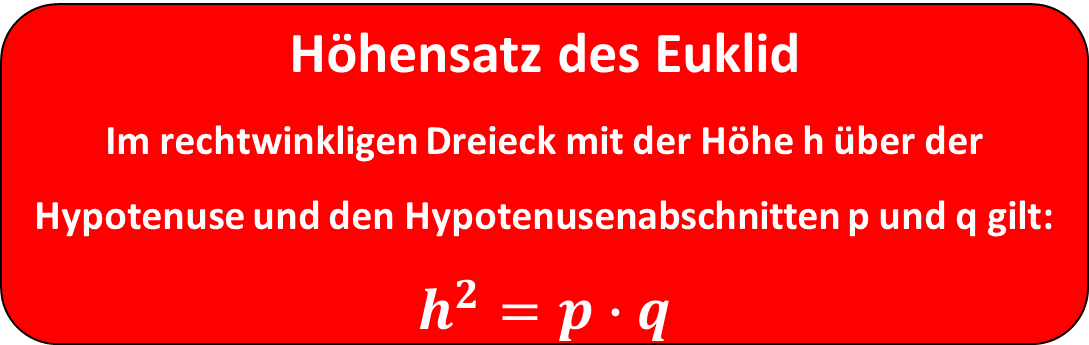 Höhensatz des Euklid
Im rechtwinkligen Dreieck mit der Höhe h über der
Hypotenuse und den Hypotenusenabschnitten p und q gilt:
h² = p · q